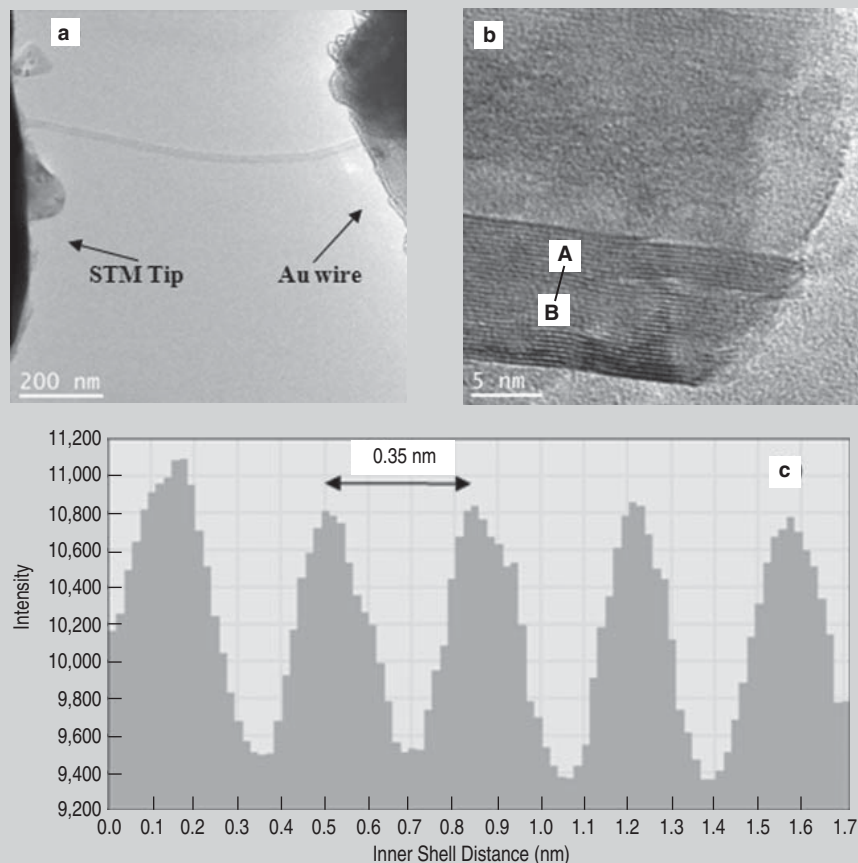 a
STM Tip
Au wire
200 nm
b
A
B
5 nm
c
0.35 nm
Intensity
11,200
11,000
10,800
10,600
10,400
10,200
10,000
9,800
9,600
9,400
9,200
0.0 0.1 0.2 0.3 0.4 0.5 0.6 0.7 0.8 0.9 1.0 1.1 1.2 1.3 1.4 1.5 1.6 1.7
Inner Shell Distance (nm)